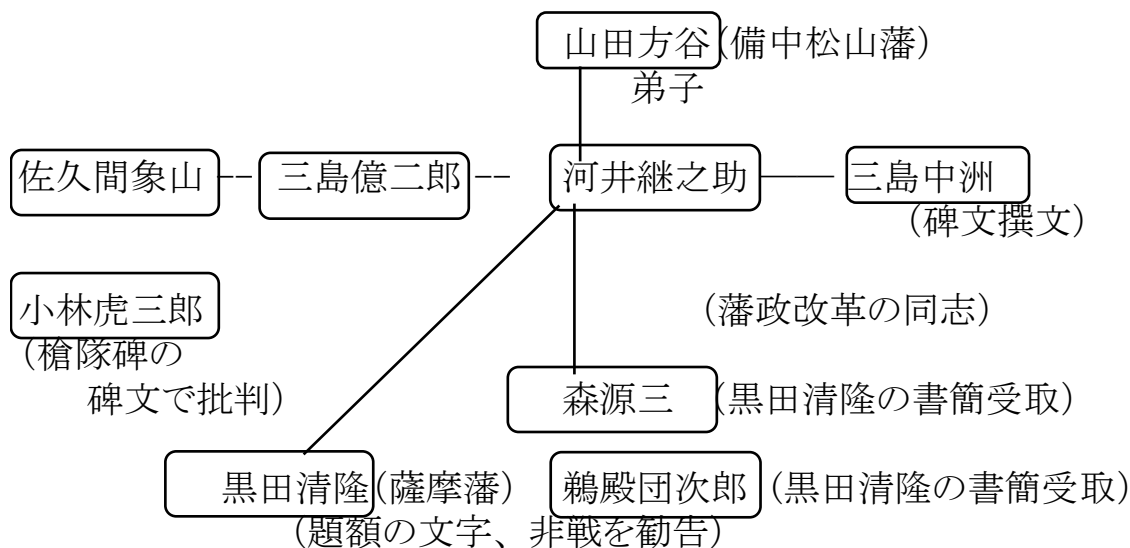 山田方谷(備中松山藩)
弟子
佐久間象山 -- 三島億二郎 -- 河井継之助 三島中洲
(碑文撰文)
小林虎三郎 (藩政改革の同志)
(槍隊碑の
碑文で批判)
森源三 (黒田清隆の書簡受取)
黒田清隆(薩摩藩) 鵜殿団次郎 (黒田清隆の書簡受取)
(題額の文字、非戦を勧告)